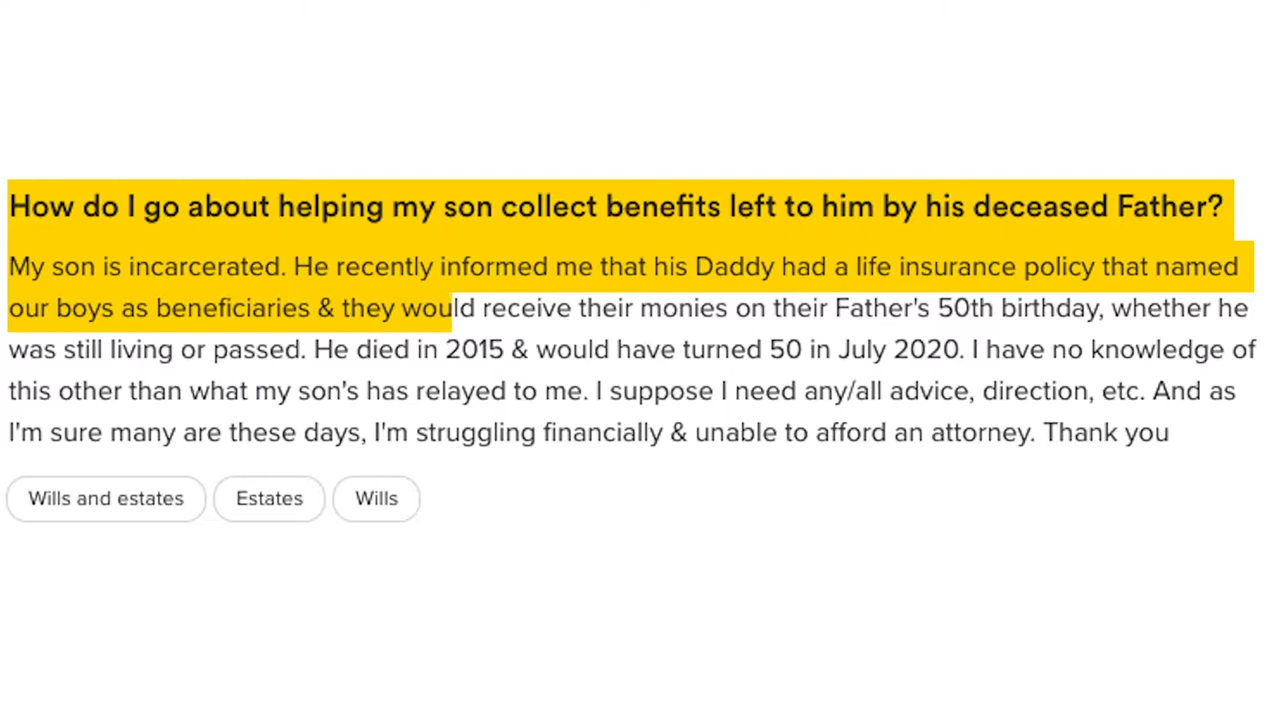 How do I go about helping my son collect benefits left to him by his deceased Father?
My son is incarcerated. He recently informed me that his Daddy had a life insurance policy that named
our boys as beneficiaries & they would receive their monies on their Father's 50th birthday, whether he
was still living or passed. He died in 2015 & would have turned 50 in July 2020. I have no knowledge of
this other than what my son's has relayed to me. I suppose I need any/all advice, direction, etc. And as
I'm sure many are these days, I'm struggling financially & unable to afford an attorney. Thank you
Wills and estates Estates Wills